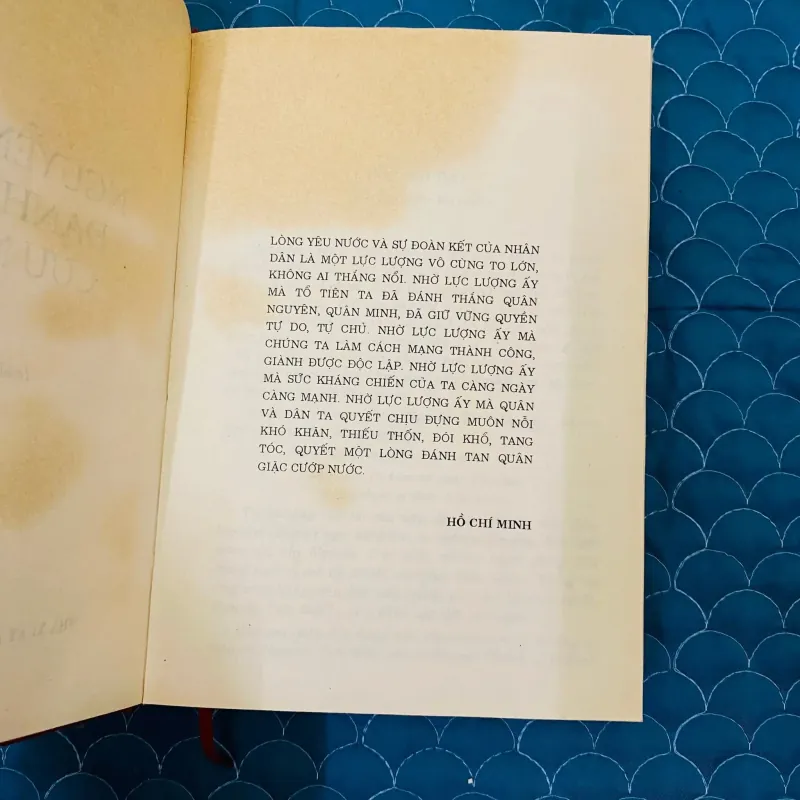 LÒNG YÊU NƯỚC VÀ SỰ ĐOÀN KẾT CỦA NHÂN
DÂN LÀ MỘT LỰC LƯỢNG VÔ CÙNG TO LỚN,
KHÔNG AI THẮNG NỔI. NHỜ LỰC LƯỢNG ẤY
MÀ TỔ TIÊN TA ĐÃ ĐÁNH THẮNG QUÂN
NGUYÊN, QUÂN MINH, ĐÃ GIỮ VỮNG QUYỀN
TỰ DO, TỰ CHỦ. NHỜ LỰC LƯỢNG ẤY MÀ
CHÚNG TA LÀM CÁCH MẠNG THÀNH CÔNG,
GIÀNH ĐƯỢC ĐỘC LẬP. NHỜ LỰC LƯỢNG ẤY
MÀ SỨC KHÁNG CHIẾN CỦA TA CÀNG NGÀY
CÀNG MẠNH. NHỜ LỰC LƯỢNG ẤY MÀ QUÂN
VÀ DÂN TA QUYẾT CHỊU ĐỰNG MUÔN NỖI
KHÓ KHĂN, THIẾU THỐN, ĐÓI KHỔ, TANG
TÓC, QUYẾT MỘT LÒNG ĐÁNH TAN QUÂN
GIẶC CƯỚP NƯỚC.
HỒ CHÍ MINH